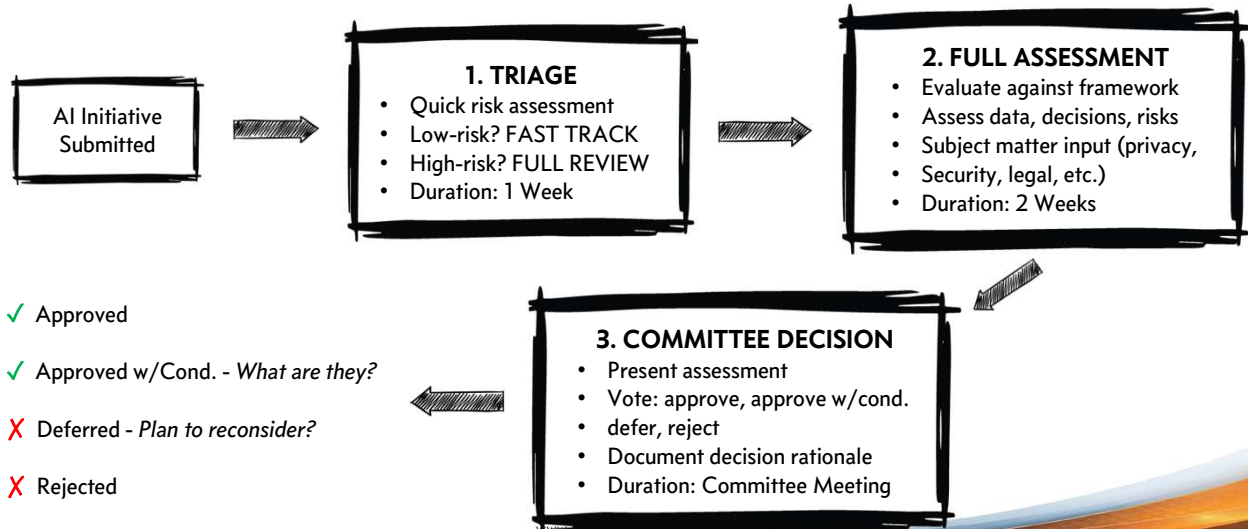 AI Initiative
Submitted
1. TRIAGE
• Quick risk assessment
• Low-risk? FAST TRACK
• High-risk? FULL REVIEW
• Duration: 1 Week
2. FULL ASSESSMENT
• Evaluate against framework
• Assess data, decisions, risks
• Subject matter input (privacy,
• Security, legal, etc.)
• Duration: 2 Weeks
3. COMMITTEE DECISION
• Present assessment
• Vote: approve, approve w/cond.
• defer, reject
• Document decision rationale
• Duration: Committee Meeting
✓ Approved
✓ Approved w/Cond. - What are they?
✗ Deferred - Plan to reconsider?
✗ Rejected